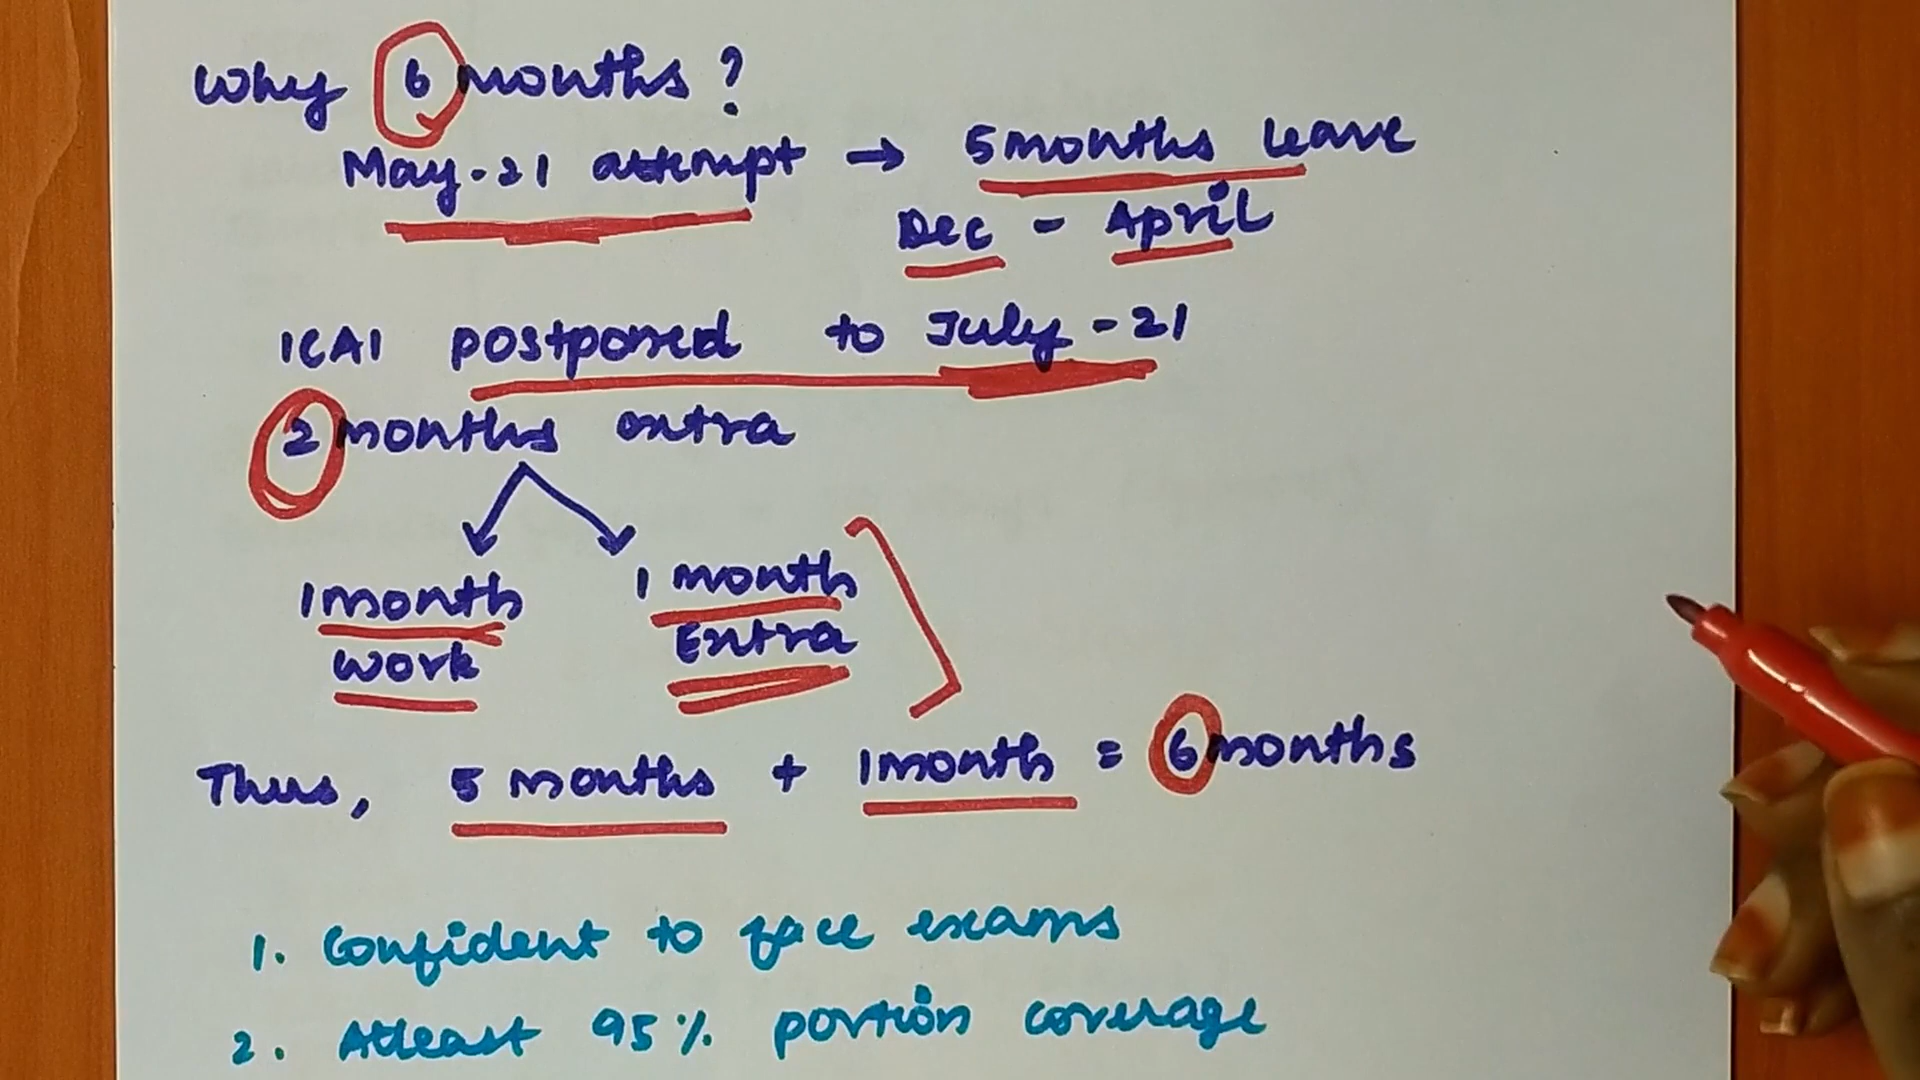 Why 6 months ?
May-21 attempt → 5 months leave
Dec - April
ICAI postponed to July-21
2 months extra
1 month 1 month
work Extra
Thus, 5 months + 1 month = 6 months
1. Confident to face exams
2. Atleast 95% portion coverage